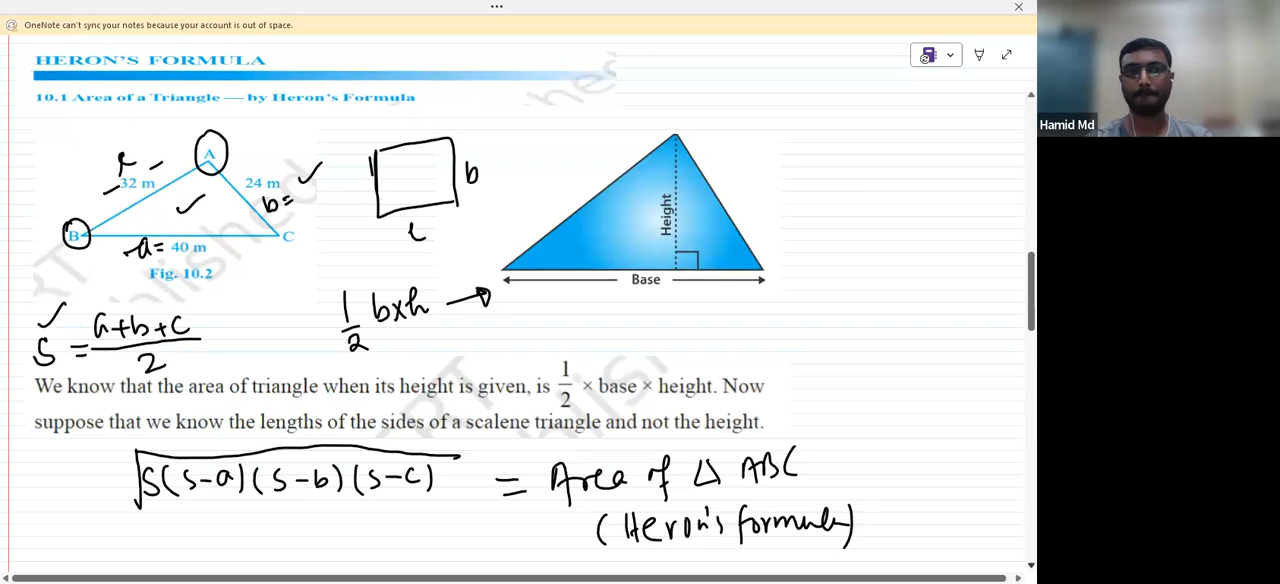 OneNote can't sync your notes because your account is out of space.
HERON'S FORMULA
10.1 Area of a Triangle — by Heron's Formula
A
32 m
24 m
b=
B
C
a= 40 m
Fig. 10.2
b
l
Height
Base
1/2 b×h →
S = a+b+c / 2
We know that the area of triangle when its height is given, is 1/2 × base × height. Now
suppose that we know the lengths of the sides of a scalene triangle and not the height.
√S(S-a)(S-b)(S-c) = Area of △ ABC
(Heron's formula)
Hamid Md